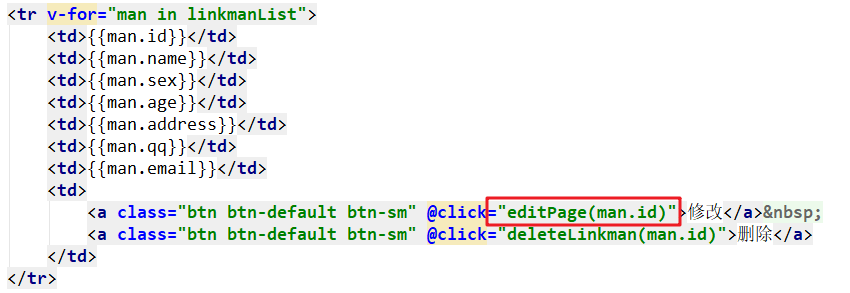 <tr v-for="man in linkmanList">
<td>{{man.id}}</td>
<td>{{man.name}}</td>
<td>{{man.sex}}</td>
<td>{{man.age}}</td>
<td>{{man.address}}</td>
<td>{{man.qq}}</td>
<td>{{man.email}}</td>
<td>
<a class="btn btn-default btn-sm" @click="editPage(man.id)">修改</a>&nbsp;
<a class="btn btn-default btn-sm" @click="deleteLinkman(man.id)">删除</a>
</td>
</tr>